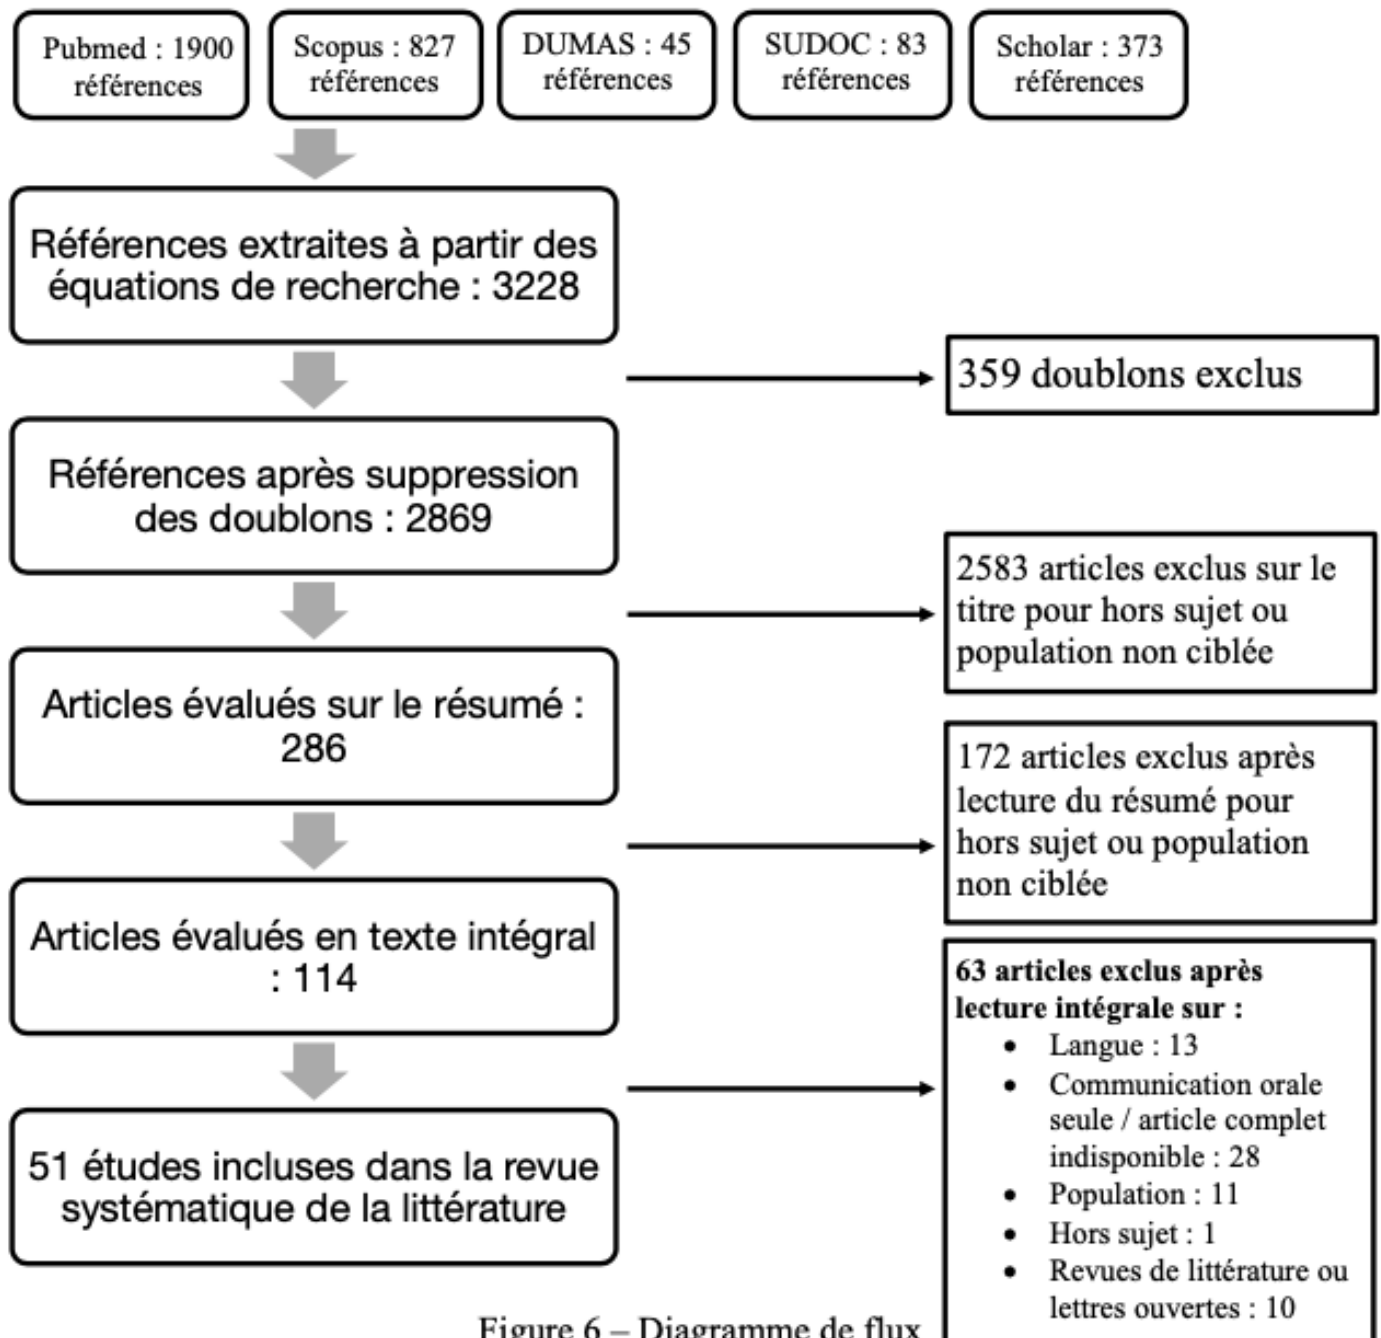 Pubmed : 1900
références
Scopus : 827
références
DUMAS : 45
références
SUDOC : 83
références
Scholar : 373
références
Références extraites à partir des
équations de recherche : 3228
359 doublons exclus
Références après suppression
des doublons : 2869
2583 articles exclus sur le
titre pour hors sujet ou
population non ciblée
Articles évalués sur le résumé :
286
172 articles exclus après
lecture du résumé pour
hors sujet ou population
non ciblée
Articles évalués en texte intégral
: 114
63 articles exclus après
lecture intégrale sur :
• Langue : 13
• Communication orale
seule / article complet
indisponible : 28
• Population : 11
• Hors sujet : 1
• Revues de littérature ou
lettres ouvertes : 10
51 études incluses dans la revue
systématique de la littérature
Figure 6 – Diagramme de flux